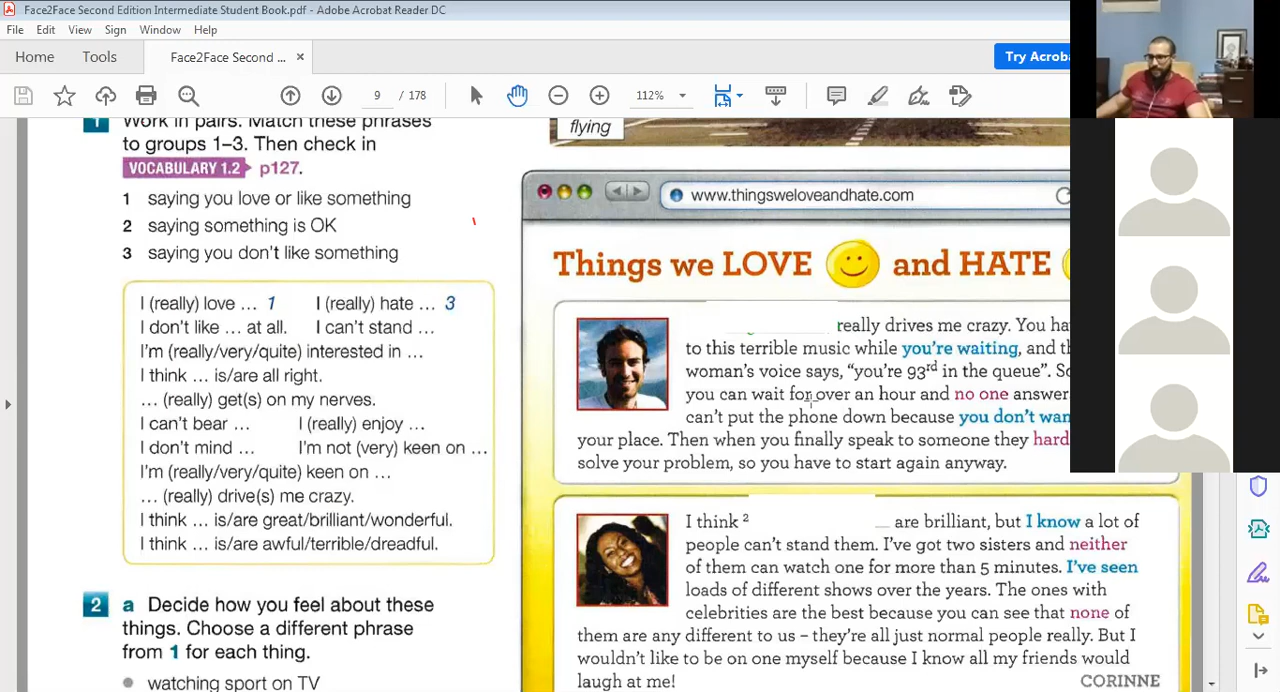 Face2Face Second Edition Intermediate Student Book.pdf - Adobe Acrobat Reader DC
File Edit View Sign Window Help
Home Tools Face2Face Second ... × Try Acroba
9 / 178 112%
1 Work in pairs. Match these phrases
to groups 1–3. Then check in
VOCABULARY 1.2 p127.
1 saying you love or like something
2 saying something is OK
3 saying you don't like something
I (really) love ... 1 I (really) hate ... 3
I don't like ... at all. I can't stand ...
I'm (really/very/quite) interested in ...
I think ... is/are all right.
... (really) get(s) on my nerves.
I can't bear ... I (really) enjoy ...
I don't mind ... I'm not (very) keen on ...
I'm (really/very/quite) keen on ...
... (really) drive(s) me crazy.
I think ... is/are great/brilliant/wonderful.
I think ... is/are awful/terrible/dreadful.
2 a Decide how you feel about these
things. Choose a different phrase
from 1 for each thing.
● watching sport on TV
flying
www.thingsweloveandhate.com
Things we LOVE and HATE
really drives me crazy. You ha
to this terrible music while you're waiting, and th
woman's voice says, "you're 93rd in the queue". So
you can wait for over an hour and no one answer
can't put the phone down because you don't wan
your place. Then when you finally speak to someone they hard
solve your problem, so you have to start again anyway.
I think 2 are brilliant, but I know a lot of
people can't stand them. I've got two sisters and neither
of them can watch one for more than 5 minutes. I've seen
loads of different shows over the years. The ones with
celebrities are the best because you can see that none of
them are any different to us – they're all just normal people really. But I
wouldn't like to be on one myself because I know all my friends would
laugh at me! CORINNE